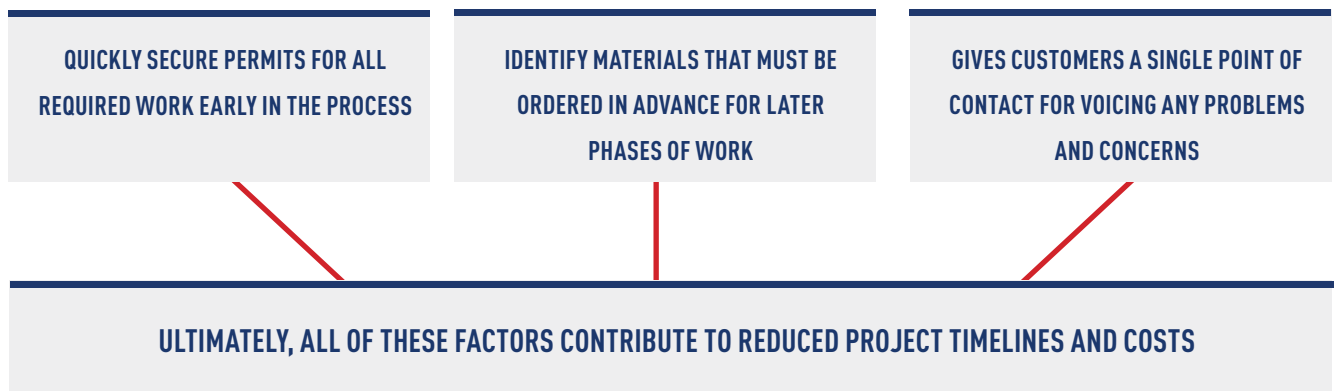 QUICKLY SECURE PERMITS FOR ALL
REQUIRED WORK EARLY IN THE PROCESS
IDENTIFY MATERIALS THAT MUST BE
ORDERED IN ADVANCE FOR LATER
PHASES OF WORK
GIVES CUSTOMERS A SINGLE POINT OF
CONTACT FOR VOICING ANY PROBLEMS
AND CONCERNS
ULTIMATELY, ALL OF THESE FACTORS CONTRIBUTE TO REDUCED PROJECT TIMELINES AND COSTS